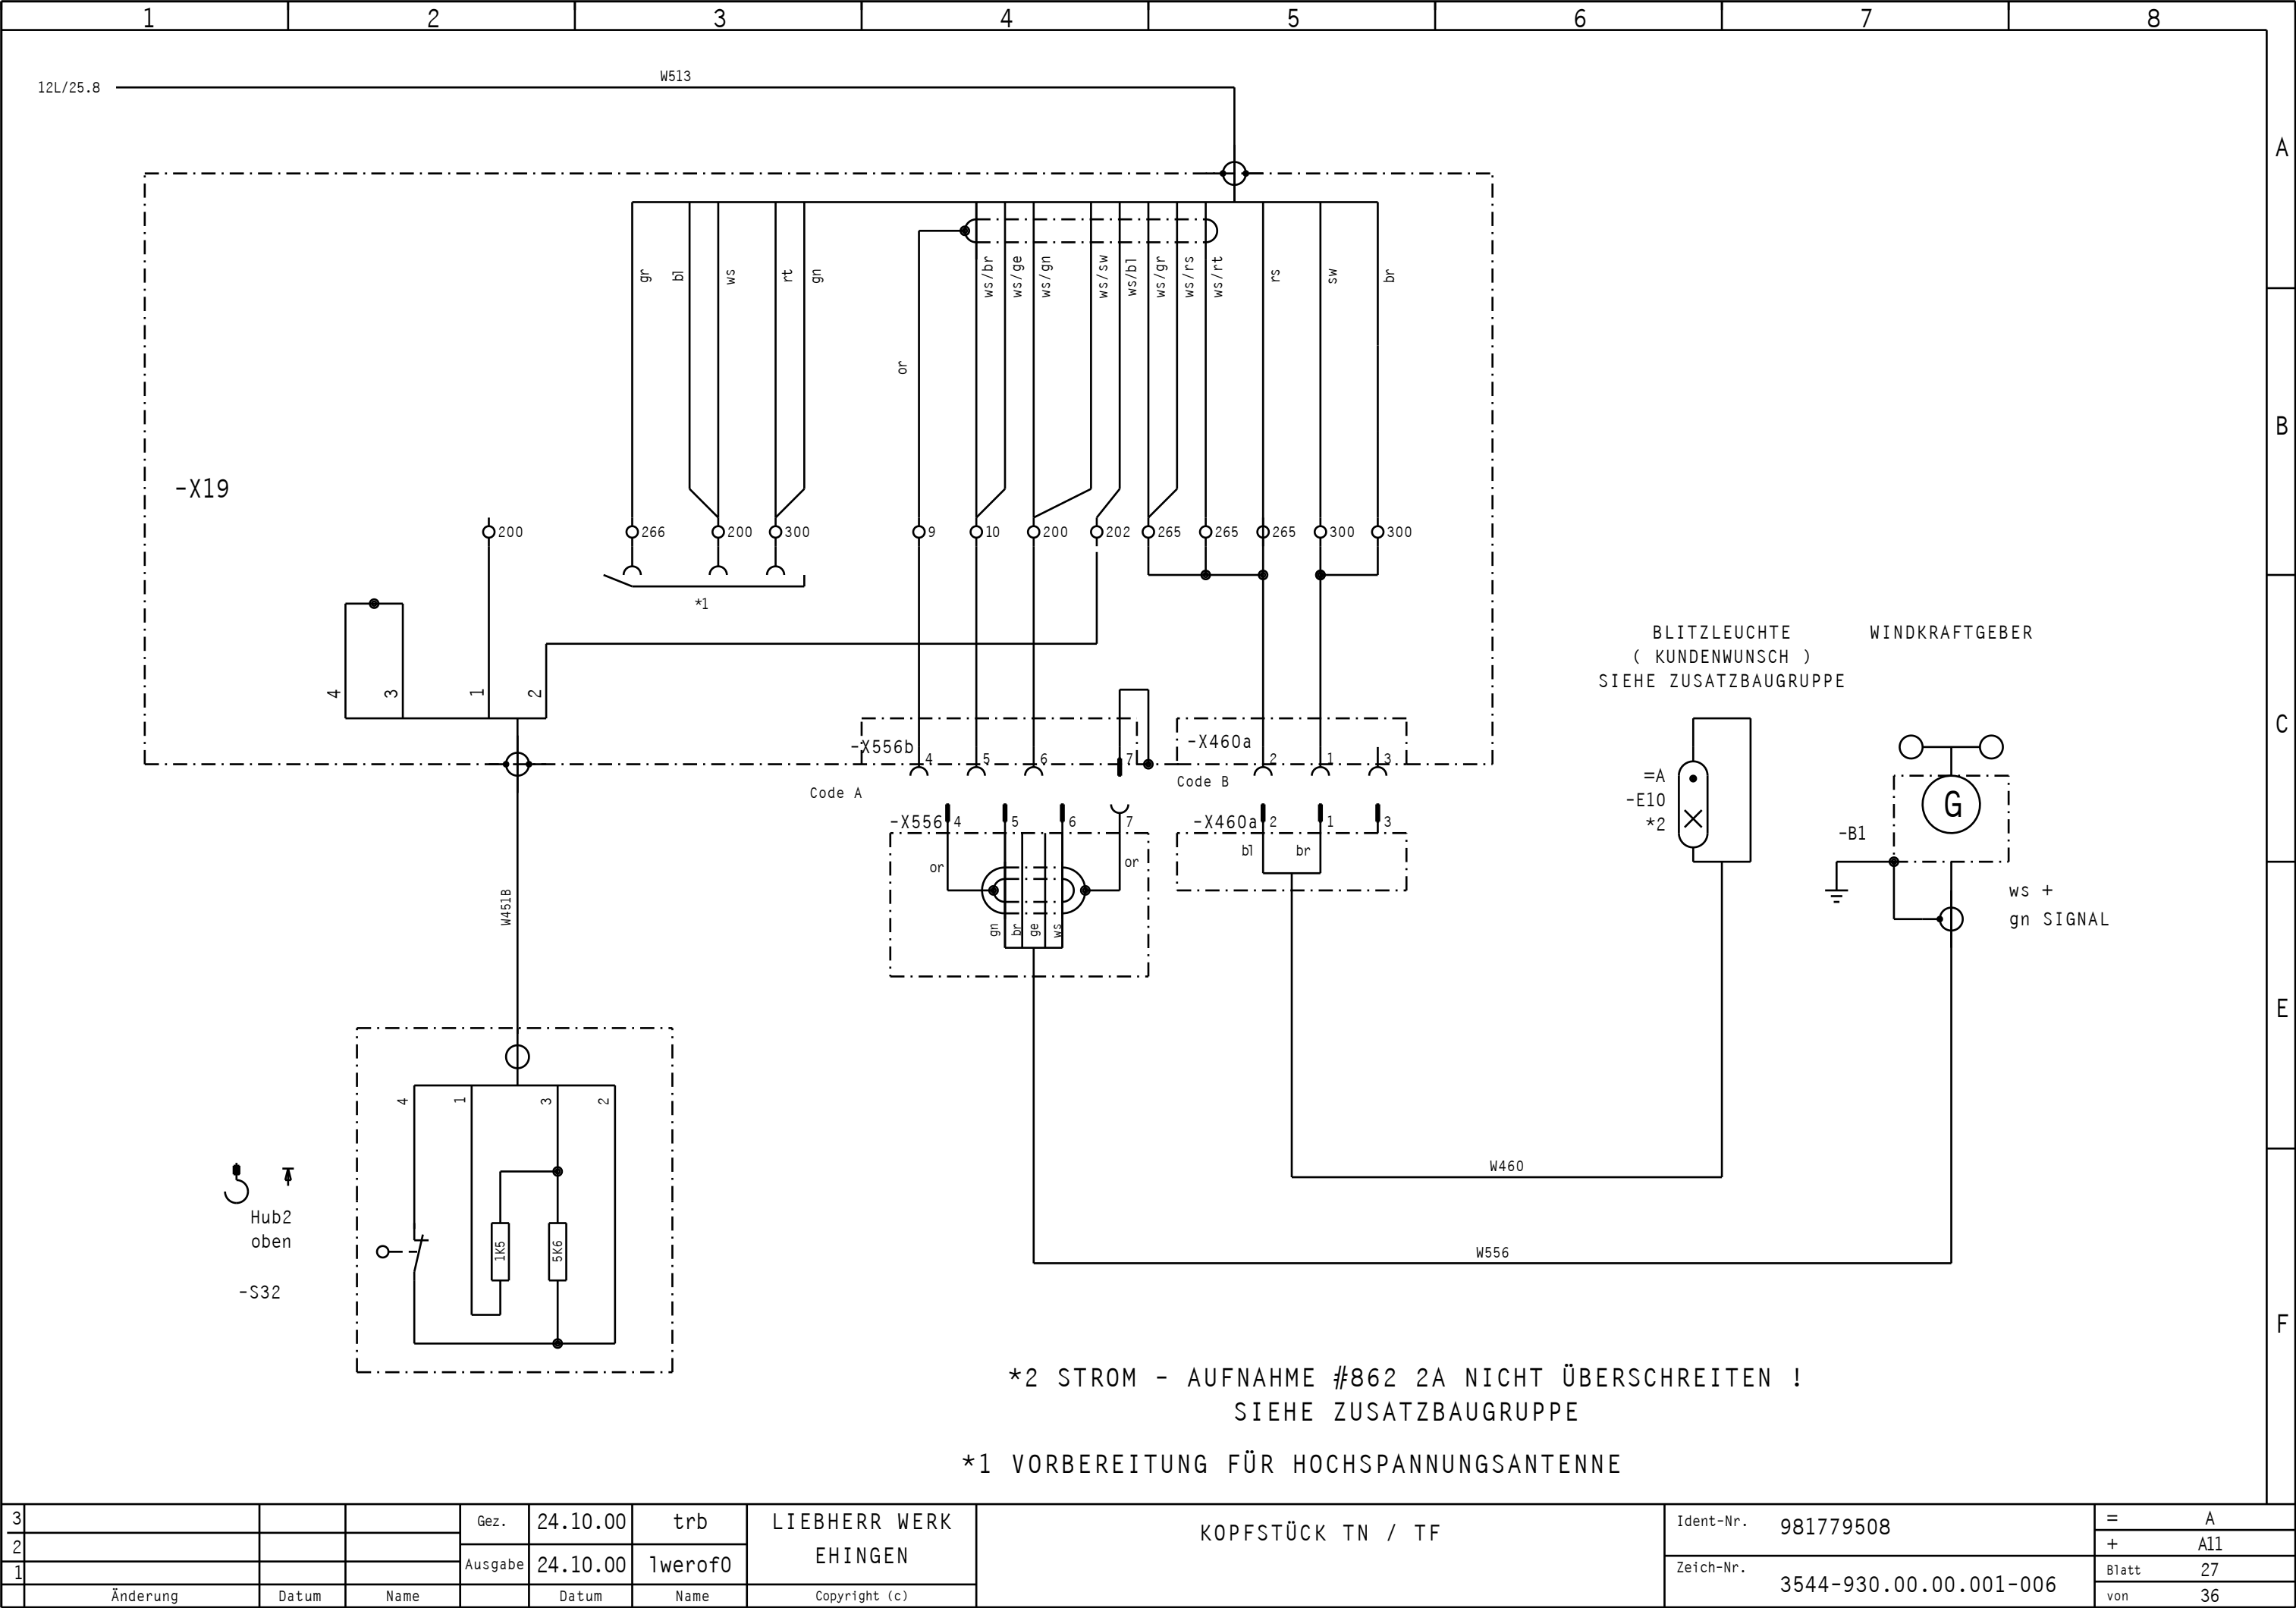 1 2 3 4 5 6 7 8
12L/25.8
W513
A
gr bl ws rt gn ws/br ws/ge ws/gn ws/sw ws/bl ws/gr ws/rs ws/rt rs sw br
or
B
-X19
200 266 200 300 9 10 200 202 265 265 265 300 300
*1
BLITZLEUCHTE
( KUNDENWUNSCH )
SIEHE ZUSATZBAUGRUPPE
WINDKRAFTGEBER
4 3 1 2
C
-X556b
-X460a
4 5 6 7 2 1 3
Code A
Code B
=A
-E10
*2
G
-X556 4 5 6 7
-X460a 2 1 3
-B1
or or
bl br
W451B
gn br ge ws
ws +
gn SIGNAL
E
4 1 3 2
W460
Hub2
oben
1K5 5K6
W556
-S32
F
*2 STROM - AUFNAHME #862 2A NICHT ÜBERSCHREITEN !
SIEHE ZUSATZBAUGRUPPE
*1 VORBEREITUNG FÜR HOCHSPANNUNGSANTENNE
3
2
1
Änderung Datum Name
Gez. 24.10.00 trb
Ausgabe 24.10.00 lwerof0
Datum Name
LIEBHERR WERK
EHINGEN
Copyright (c)
KOPFSTÜCK TN / TF
Ident-Nr. 981779508
Zeich-Nr. 3544-930.00.00.001-006
= A
+ A11
Blatt 27
von 36